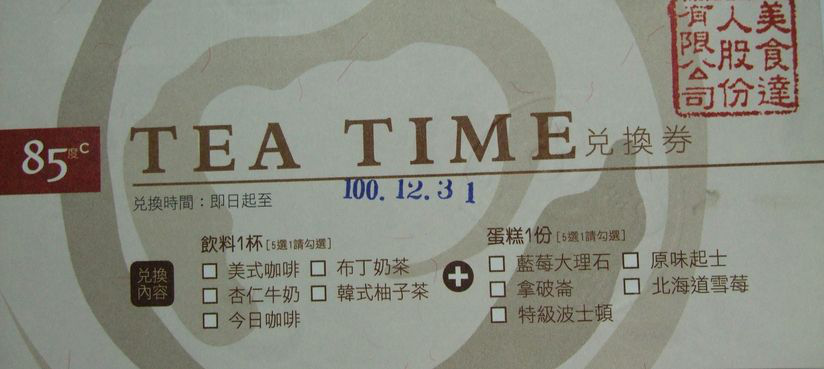 美食達
人股份
有限公司
85度C
TEA TIME兌換券
兌換時間：即日起至 100.12.31
兌換內容
飲料1杯[5選1請勾選]
美式咖啡 布丁奶茶
杏仁牛奶 韓式柚子茶
今日咖啡
蛋糕1份[5選1請勾選]
藍莓大理石 原味起士
拿破崙 北海道雪莓
特級波士頓